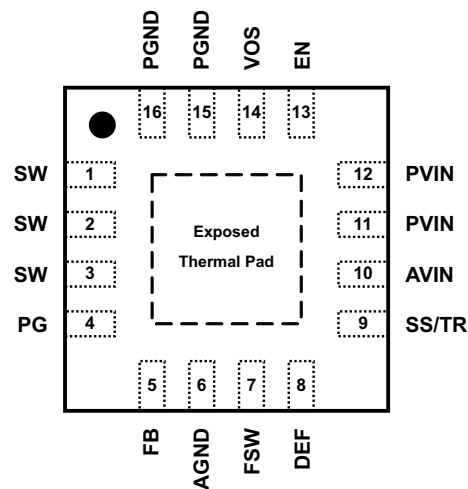 PGND
PGND
VOS
EN
16
15
14
13
SW
1
12
PVIN
SW
2
11
PVIN
Exposed
Thermal Pad
SW
3
10
AVIN
PG
4
9
SS/TR
5
6
7
8
FB
AGND
FSW
DEF